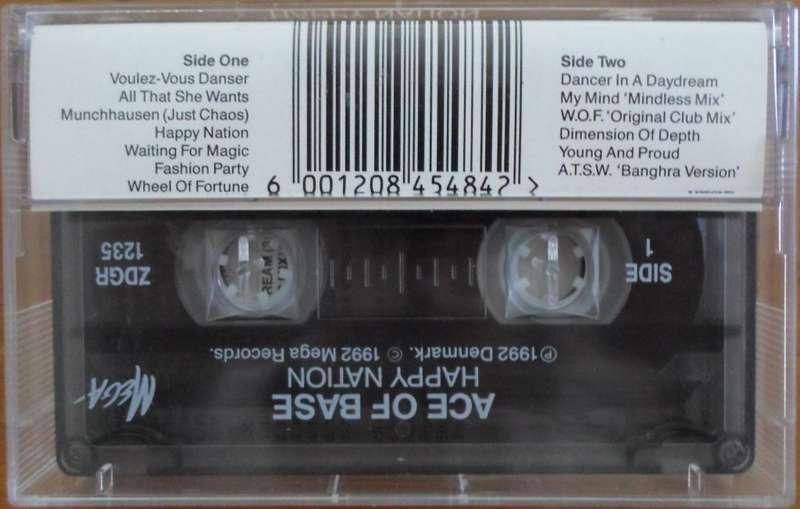 Side One
Voulez-Vous Danser
All That She Wants
Munchhausen (Just Chaos)
Happy Nation
Waiting For Magic
Fashion Party
Wheel Of Fortune
6 001208 454842 >
Side Two
Dancer In A Daydream
My Mind 'Mindless Mix'
W.O.F. 'Original Club Mix'
Dimension Of Depth
Young And Proud
A.T.S.W. 'Banghra Version'
ACE OF BASE
HAPPY NATION
MEGA
℗ 1992 Denmark. © 1992 Mega Records.
SIDE
1
ZDGR
1235